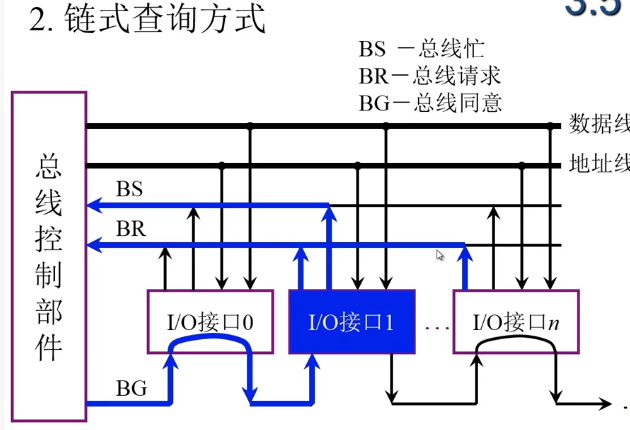 2. 链式查询方式
3.5
BS －总线忙
BR－总线请求
BG－总线同意
数据线
地址线
BS
BR
总线控制部件
I/O接口0
I/O接口1
…
I/O接口n
BG